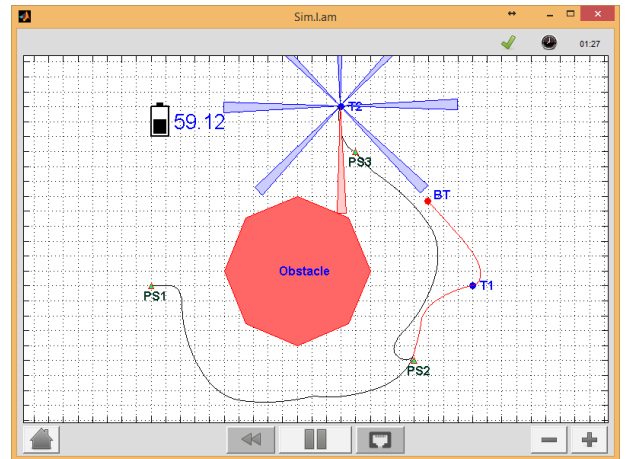 Sim.I.am
01:27
T2
59.12
PS3
BT
Obstacle
T1
PS1
PS2